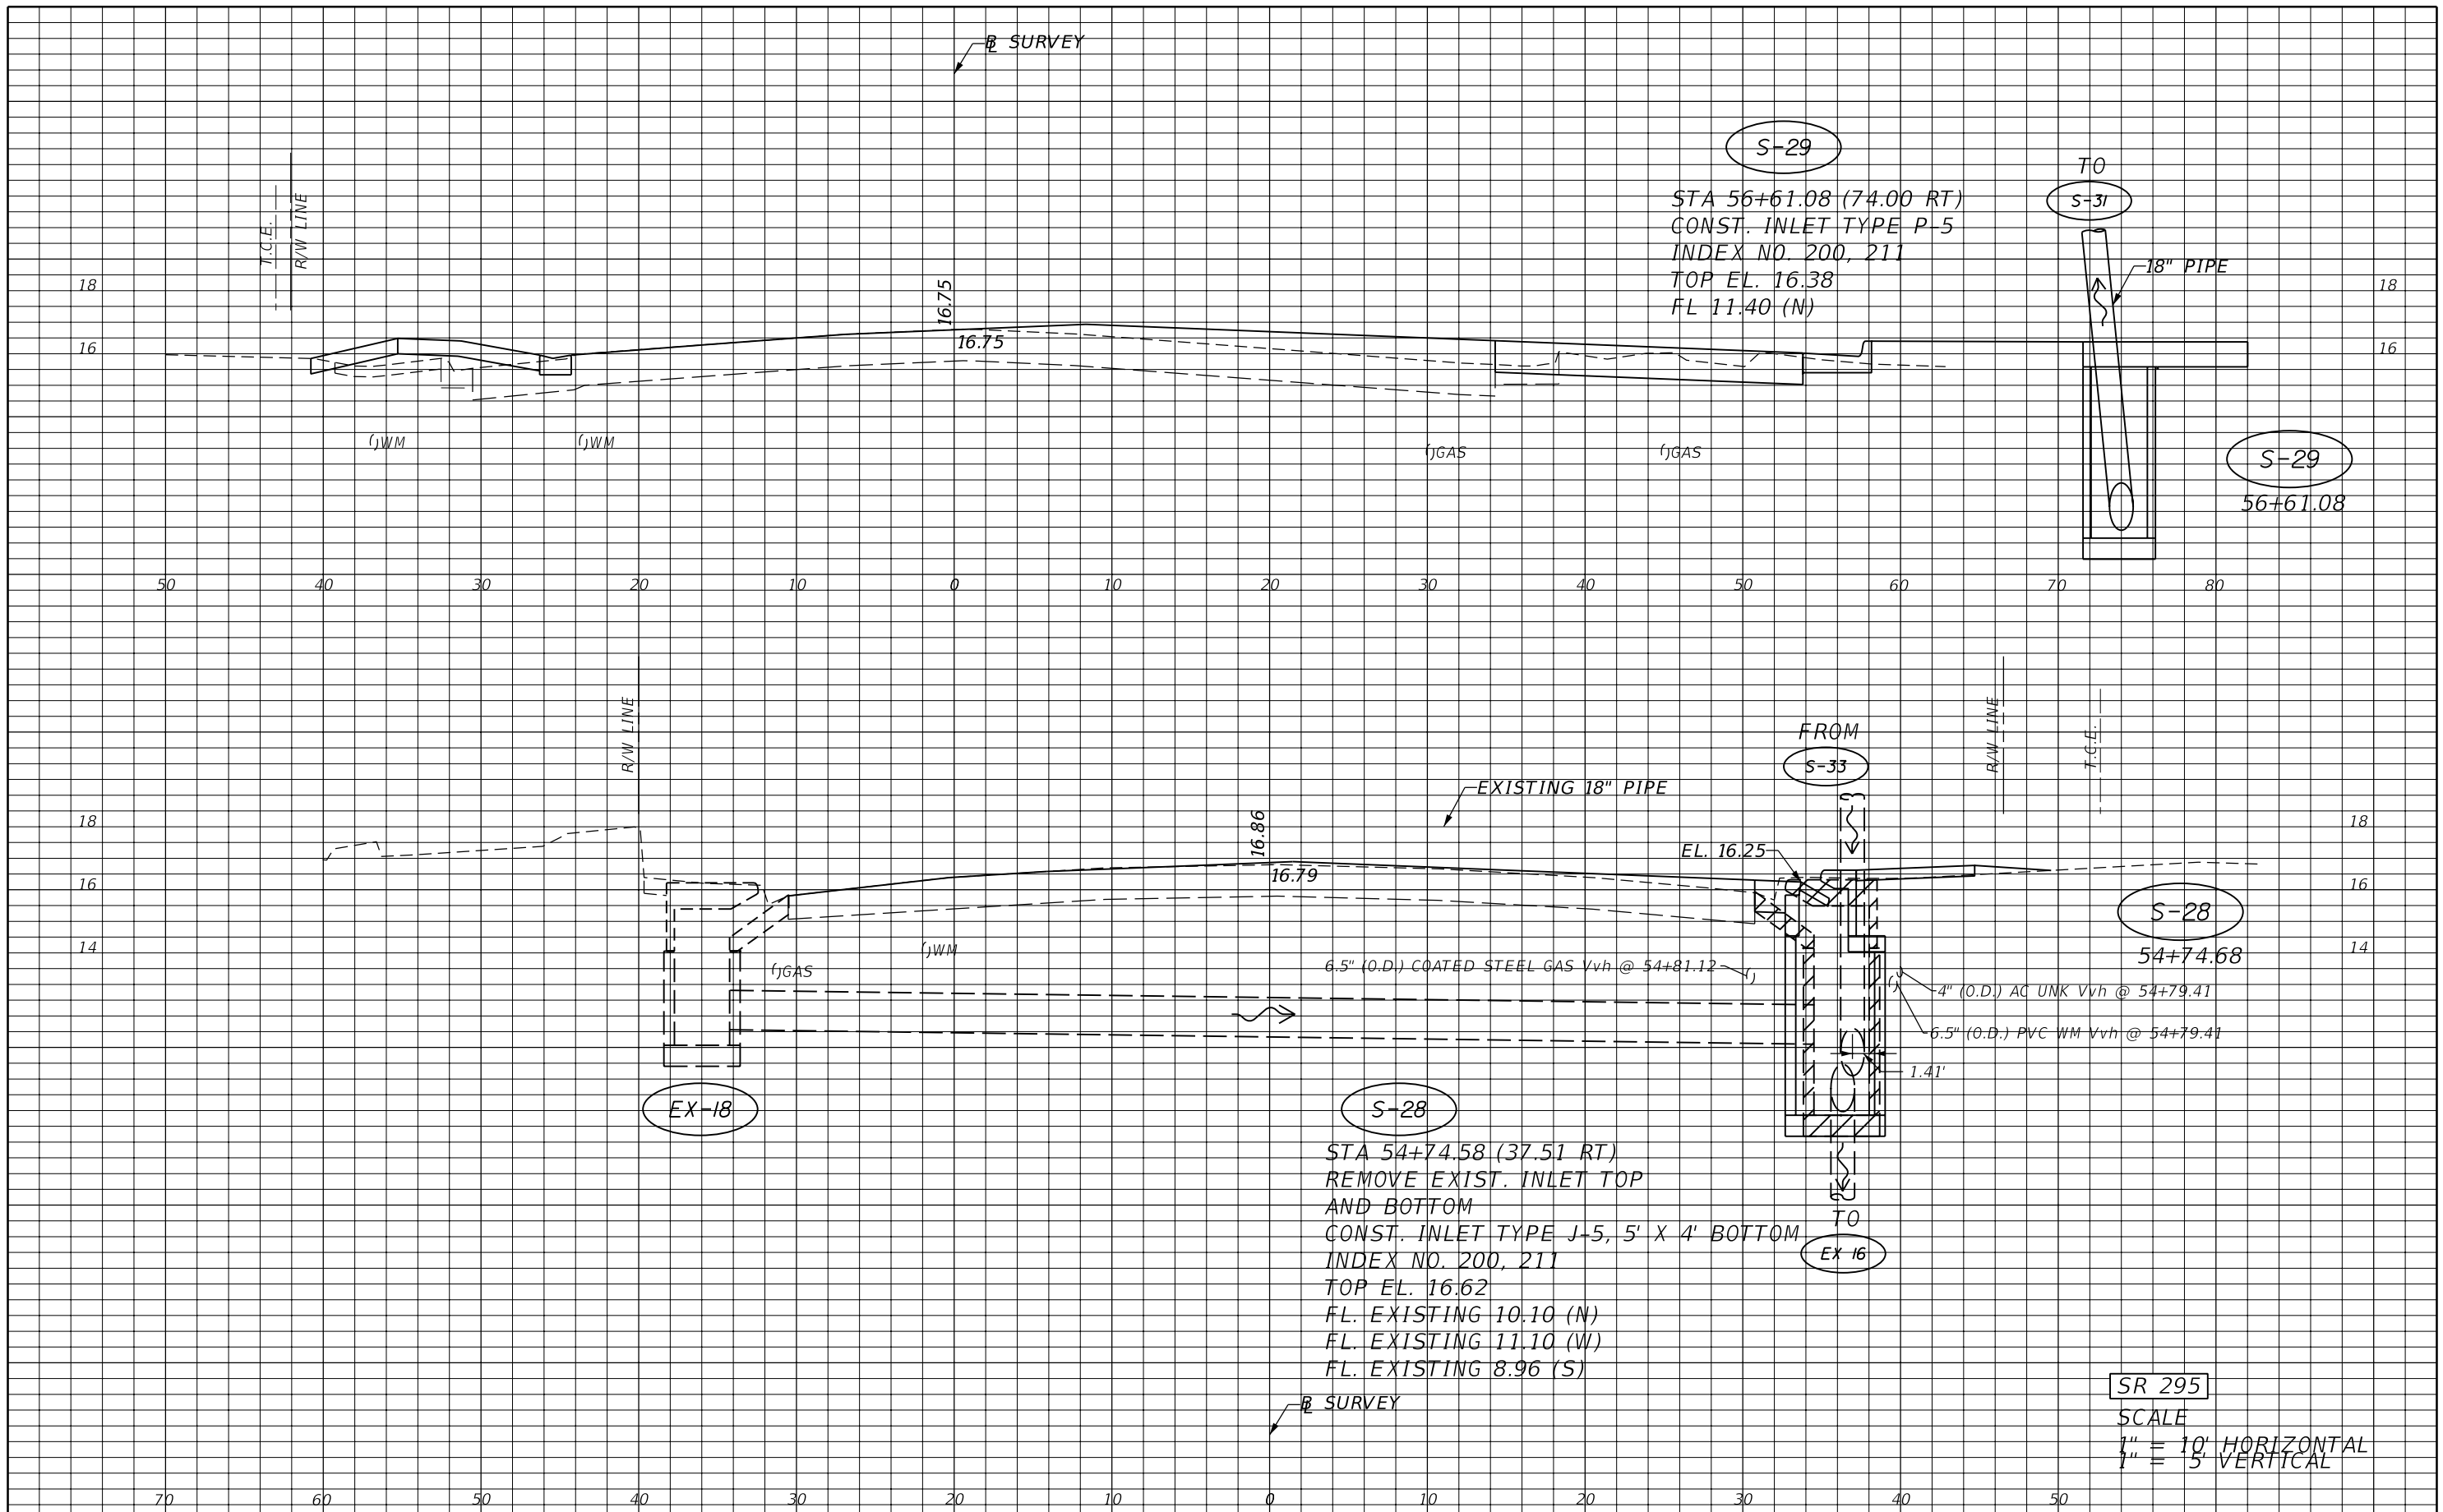 B SURVEY
S-29
STA 56+61.08 (74.00 RT)
CONST. INLET TYPE P-5
INDEX NO. 200, 211
TOP EL. 16.38
FL 11.40 (N)
TO
S-31
18" PIPE
T.C.E.
R/W LINE
18
18
16
16
16.75
16.75
WM
WM
GAS
GAS
S-29
56+61.08
50
40
30
20
10
0
10
20
30
40
50
60
70
80
R/W LINE
R/W LINE
T.C.E.
FROM
S-33
EXISTING 18" PIPE
18
18
16.86
16.79
EL. 16.25
16
16
S-28
54+74.68
14
14
GAS
WM
6.5" (O.D.) COATED STEEL GAS Vvh @ 54+81.12
4" (O.D.) AC UNK Vvh @ 54+79.41
6.5" (O.D.) PVC WM Vvh @ 54+79.41
1.41'
EX-18
S-28
STA 54+74.58 (37.51 RT)
REMOVE EXIST. INLET TOP
AND BOTTOM
CONST. INLET TYPE J-5, 5' X 4' BOTTOM
INDEX NO. 200, 211
TOP EL. 16.62
FL. EXISTING 10.10 (N)
FL. EXISTING 11.10 (W)
FL. EXISTING 8.96 (S)
TO
EX 16
B SURVEY
SR 295
SCALE
1" = 10' HORIZONTAL
1" = 5' VERTICAL
70
60
50
40
30
20
10
0
10
20
30
40
50